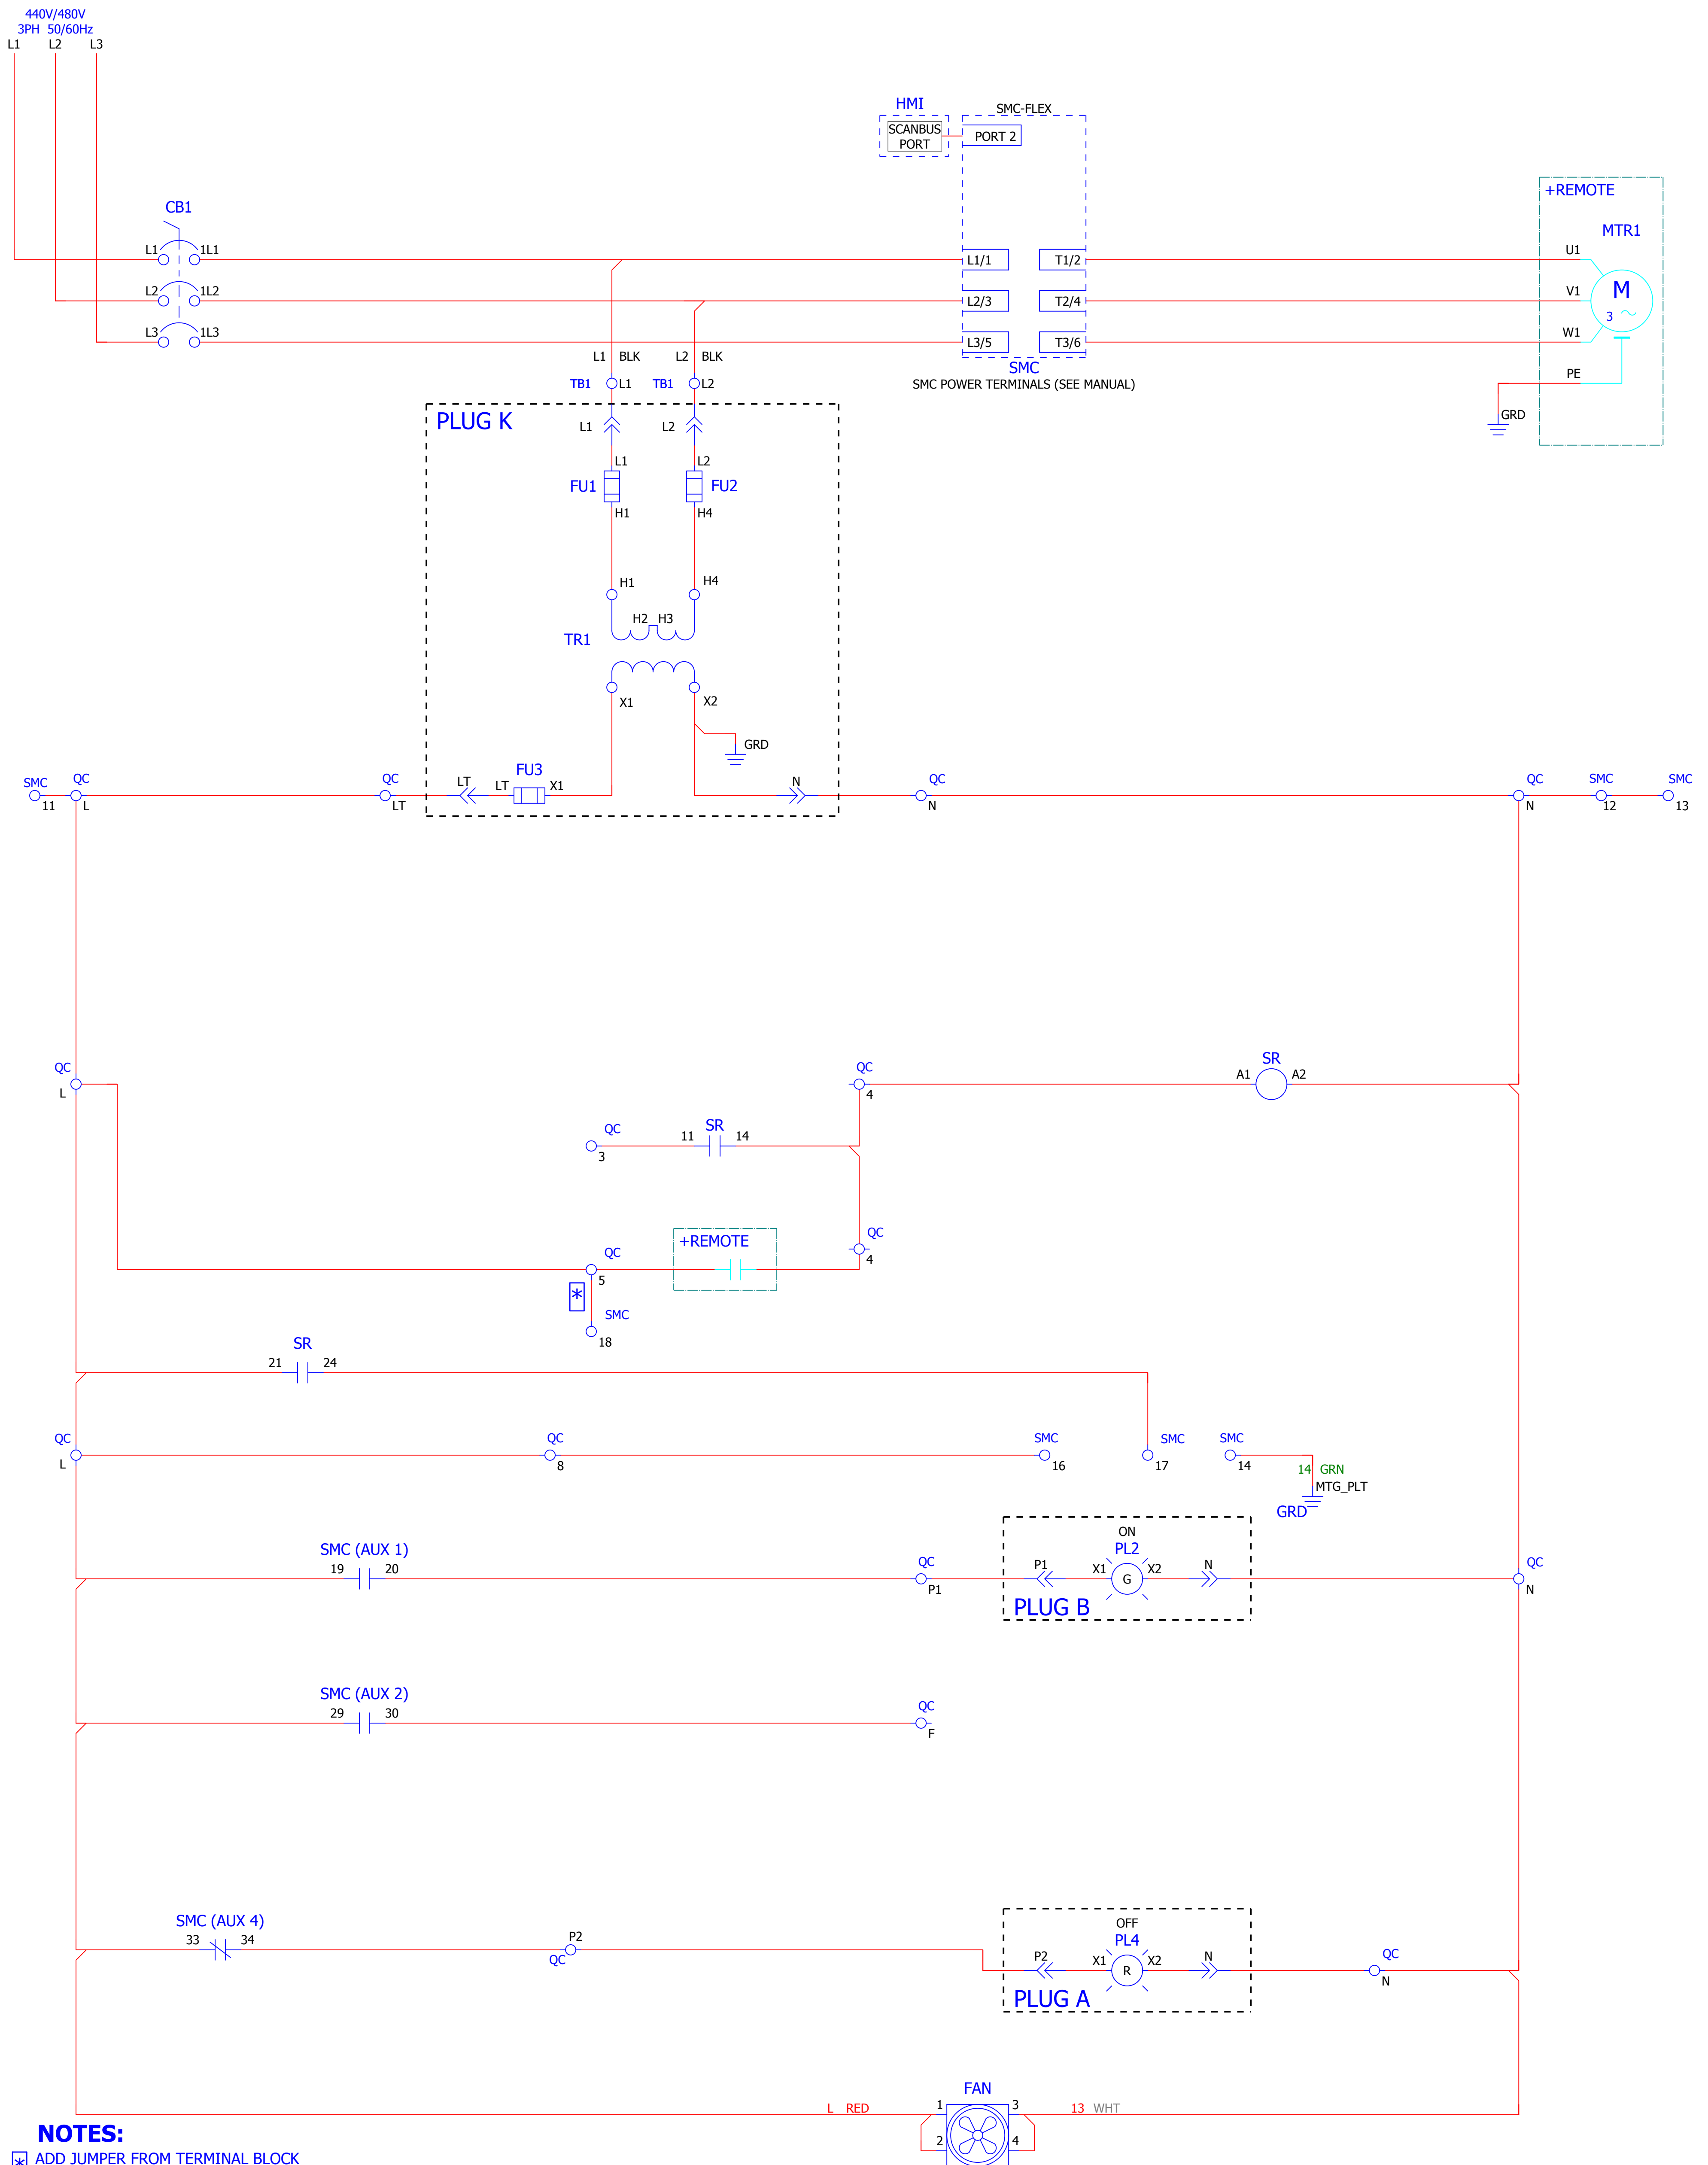 440V/480V
3PH 50/60Hz
L1 L2 L3
HMI
SMC-FLEX
SCANBUS
PORT
PORT 2
+REMOTE
CB1
MTR1
L1 1L1
L1/1 T1/2
U1
L2 1L2
L2/3 T2/4
V1
M
3
L3 1L3
L3/5 T3/6
W1
L1 BLK L2 BLK
SMC
SMC POWER TERMINALS (SEE MANUAL)
PE
TB1 L1 TB1 L2
GRD
PLUG K
L1 L2
L1 L2
FU1 FU2
H1 H4
H1 H4
H2 H3
TR1
X1 X2
GRD
FU3
SMC QC QC LT LT X1 N QC QC SMC SMC
11 L LT N N 12 13
QC QC SR
L 4 A1 A2
QC SR
3 11 14
+REMOTE
QC QC
5 4
*
SMC
18
SR
21 24
QC QC SMC SMC SMC
L 8 16 17 14
14 GRN
MTG_PLT
GRD
ON
SMC (AUX 1) PL2
19 20 QC P1 X1 G X2 N QC
P1 N
PLUG B
SMC (AUX 2)
29 30 QC
F
SMC (AUX 4) OFF
33 34 P2 PL4
QC P2 X1 R X2 N QC
N
PLUG A
FAN
L RED 1 3 13 WHT
2 4
NOTES:
* ADD JUMPER FROM TERMINAL BLOCK